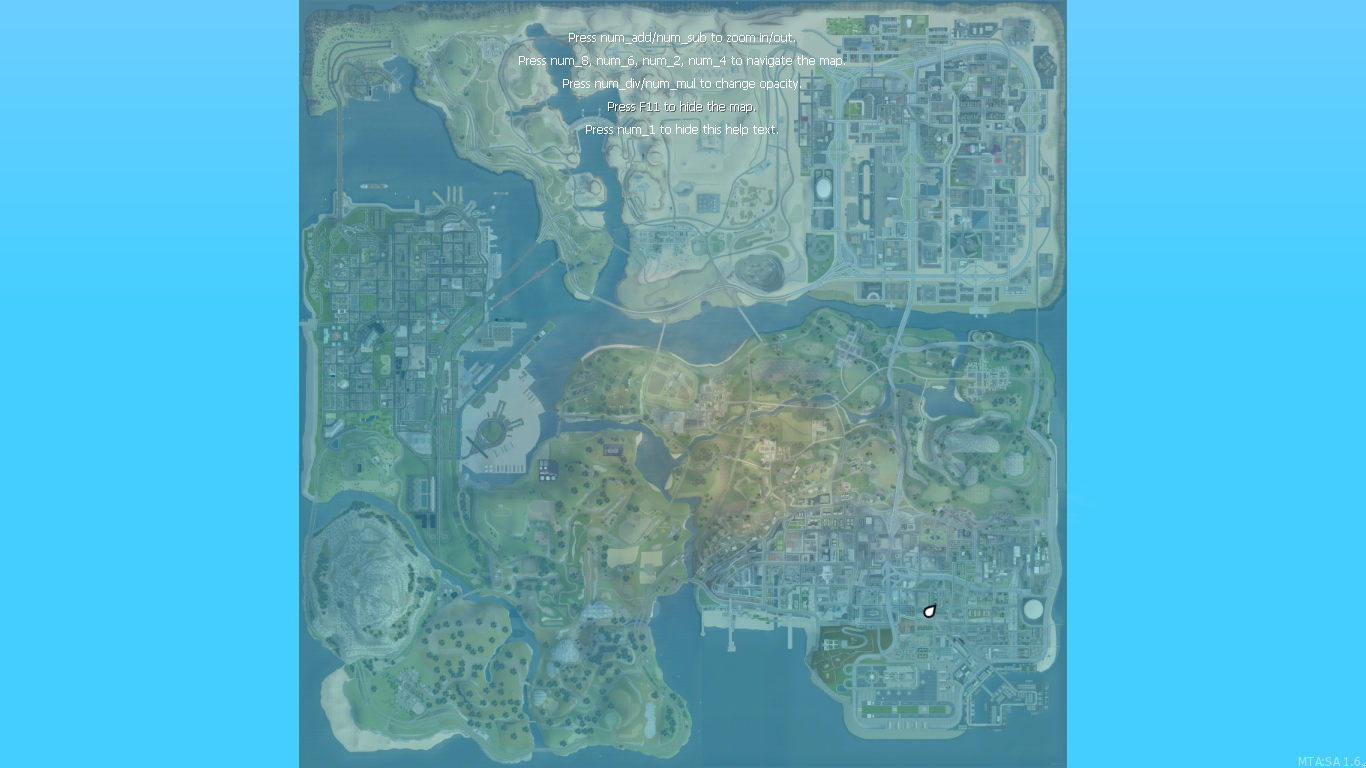 Press num_add/num_sub to zoom in/out.
Press num_8, num_6, num_2, num_4 to navigate the map.
Press num_div/num_mul to change opacity.
Press F11 to hide the map.
Press num_1 to hide this help text.
MTA:SA 1.6